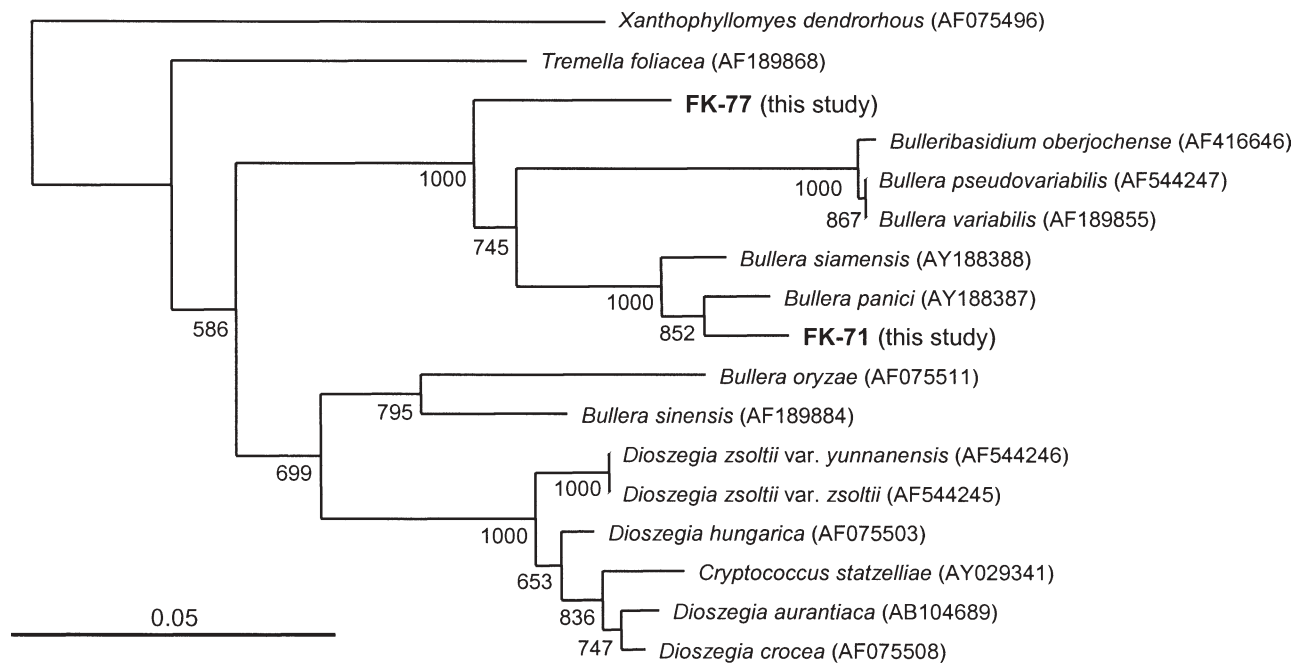 Xanthophyllomyes dendrorhous (AF075496)
Tremella foliacea (AF189868)
FK-77 (this study)
Bulleribasidium oberjochense (AF416646)
1000
1000
Bullera pseudovariabilis (AF544247)
867
Bullera variabilis (AF189855)
745
Bullera siamensis (AY188388)
1000
Bullera panici (AY188387)
586
852
FK-71 (this study)
Bullera oryzae (AF075511)
795
Bullera sinensis (AF189884)
699
Dioszegia zsoltii var. yunnanensis (AF544246)
1000
Dioszegia zsoltii var. zsoltii (AF544245)
1000
Dioszegia hungarica (AF075503)
653
Cryptococcus statzelliae (AY029341)
0.05
836
Dioszegia aurantiaca (AB104689)
747
Dioszegia crocea (AF075508)